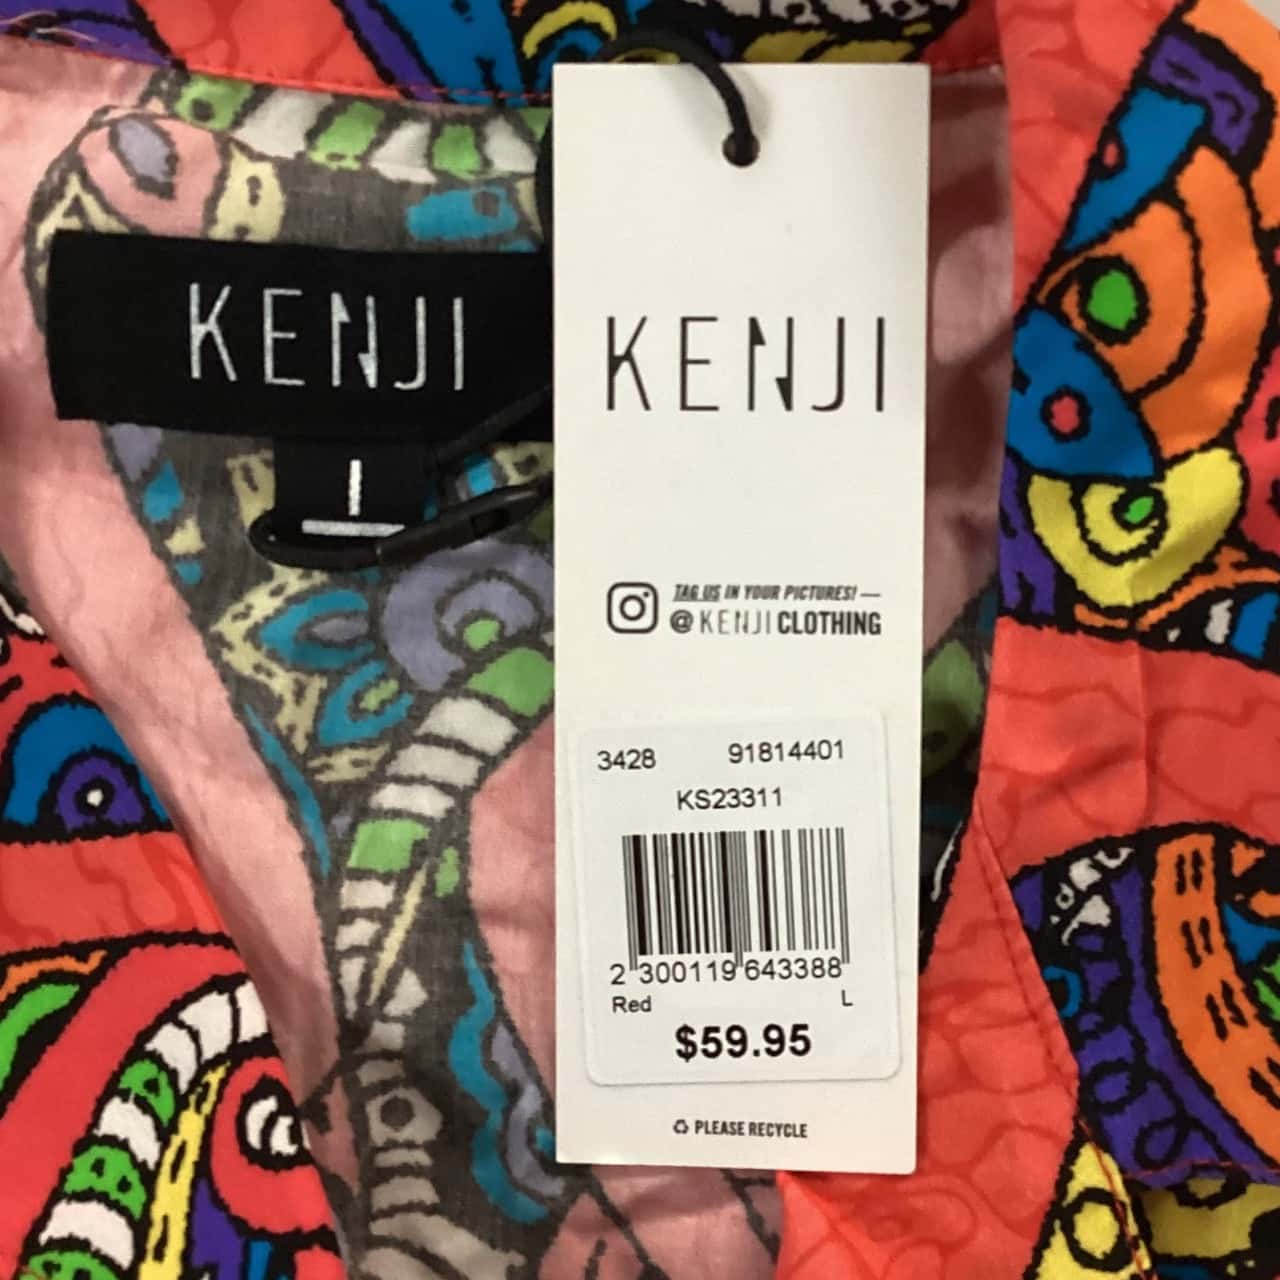 KENJI
L
KENJI
TAG US IN YOUR PICTURES! —
@KENJICLOTHING
3428 91814401
KS23311
2 300119 643388
Red L
$59.95
♻ PLEASE RECYCLE